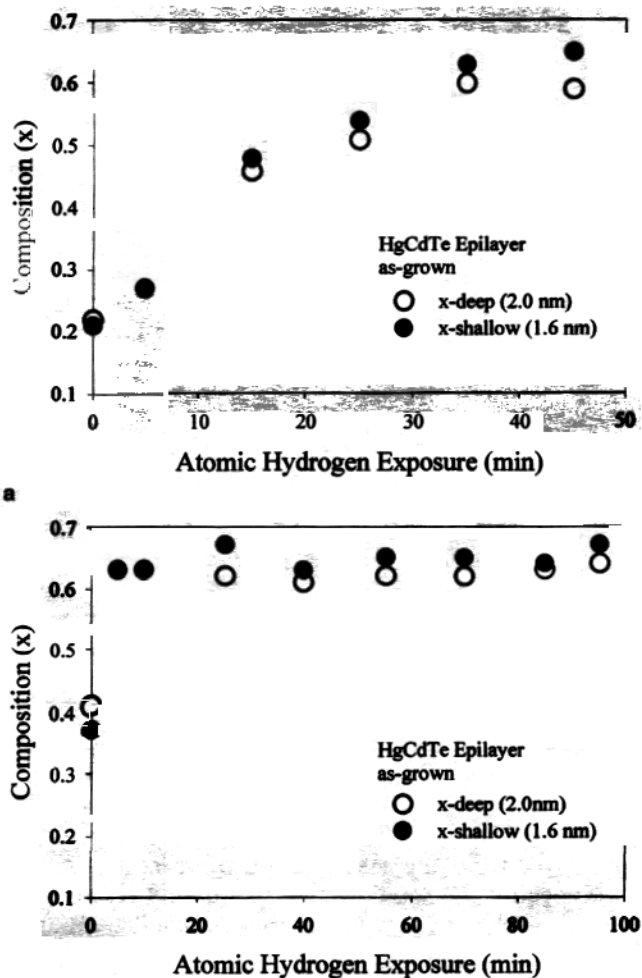 0.7
0.6
0.5
0.4
0.3
0.2
0.1
Composition (x)
HgCdTe Epilayer
as-grown
x-deep (2.0 nm)
x-shallow (1.6 nm)
0 10 20 30 40 50
Atomic Hydrogen Exposure (min)
a
0.7
0.6
0.5
0.4
0.3
0.2
0.1
Composition (x)
HgCdTe Epilayer
as-grown
x-deep (2.0nm)
x-shallow (1.6 nm)
0 20 40 60 80 100
Atomic Hydrogen Exposure (min)